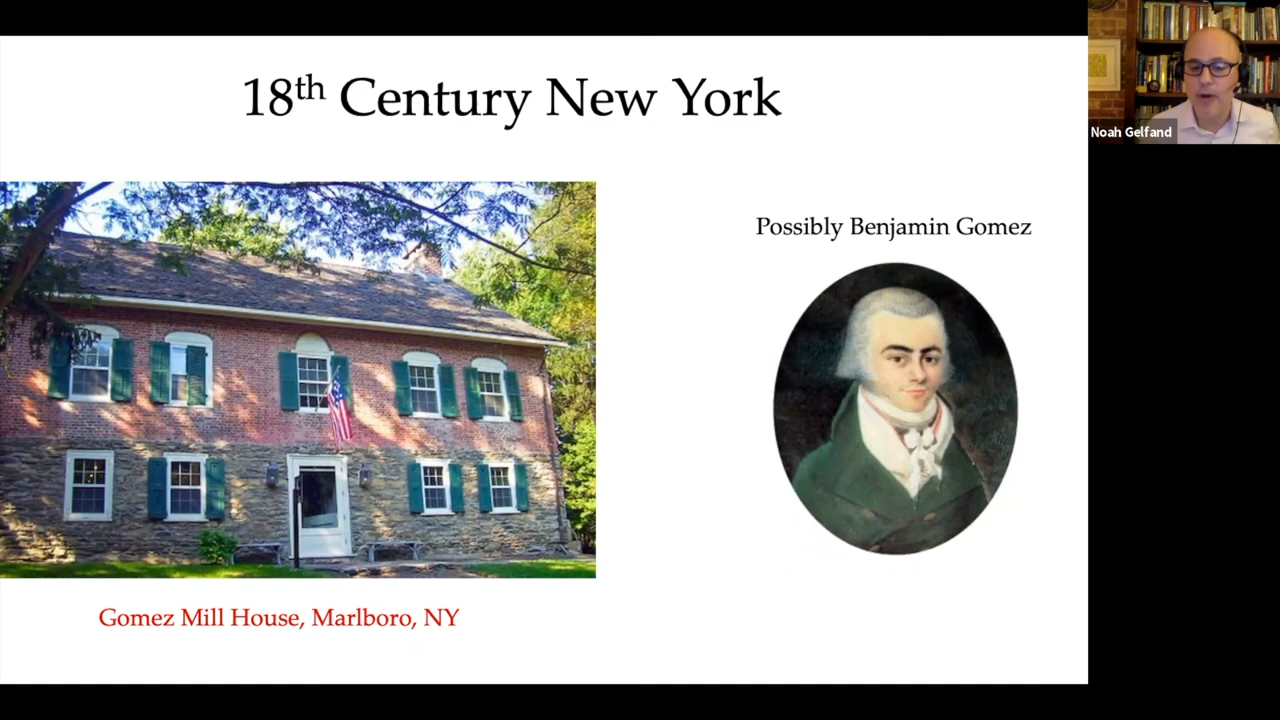 18th Century New York
Noah Gelfand
Possibly Benjamin Gomez
Gomez Mill House, Marlboro, NY